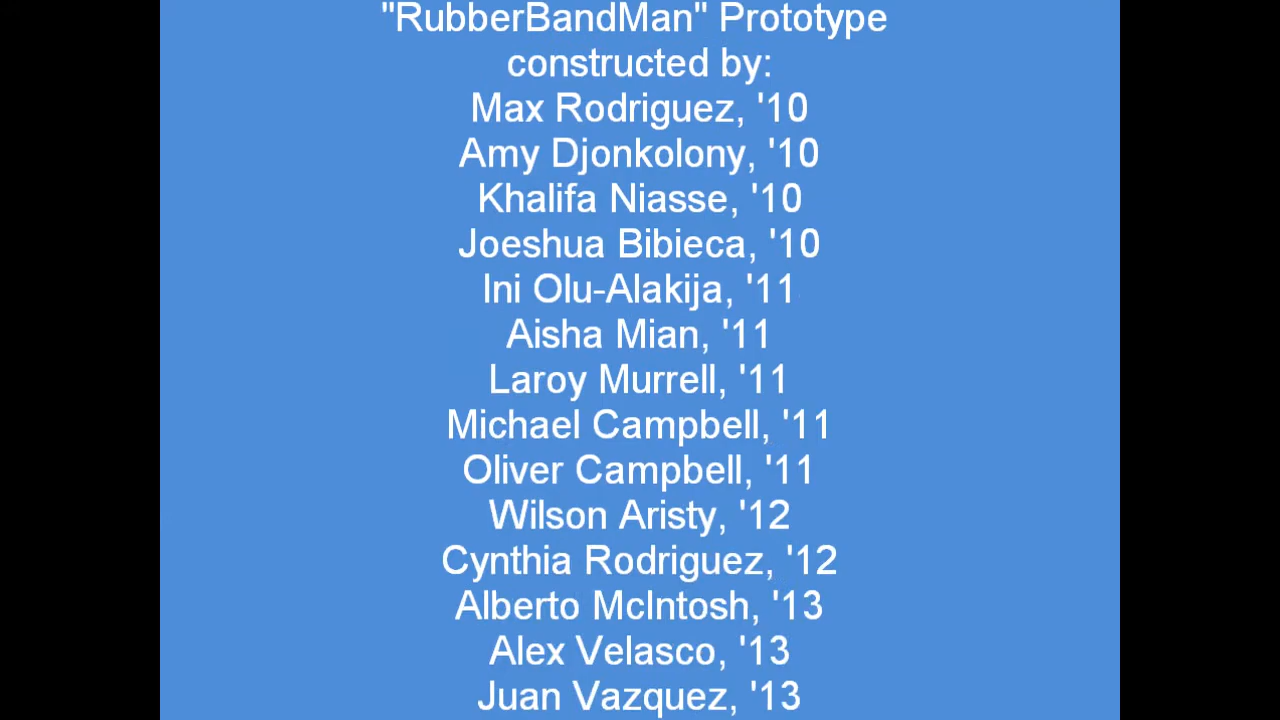 "RubberBandMan" Prototype
constructed by:
Max Rodriguez, '10
Amy Djonkolony, '10
Khalifa Niasse, '10
Joeshua Bibieca, '10
Ini Olu-Alakija, '11
Aisha Mian, '11
Laroy Murrell, '11
Michael Campbell, '11
Oliver Campbell, '11
Wilson Aristy, '12
Cynthia Rodriguez, '12
Alberto McIntosh, '13
Alex Velasco, '13
Juan Vazquez, '13